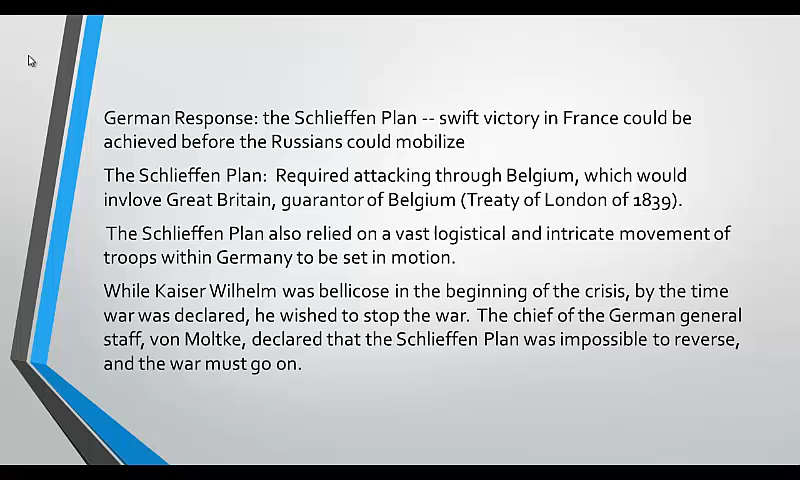 German Response: the Schlieffen Plan -- swift victory in France could be
achieved before the Russians could mobilize
The Schlieffen Plan:  Required attacking through Belgium, which would
invlove Great Britain, guarantor of Belgium (Treaty of London of 1839).
The Schlieffen Plan also relied on a vast logistical and intricate movement of
troops within Germany to be set in motion.
While Kaiser Wilhelm was bellicose in the beginning of the crisis, by the time
war was declared, he wished to stop the war.  The chief of the German general
staff, von Moltke, declared that the Schlieffen Plan was impossible to reverse,
and the war must go on.